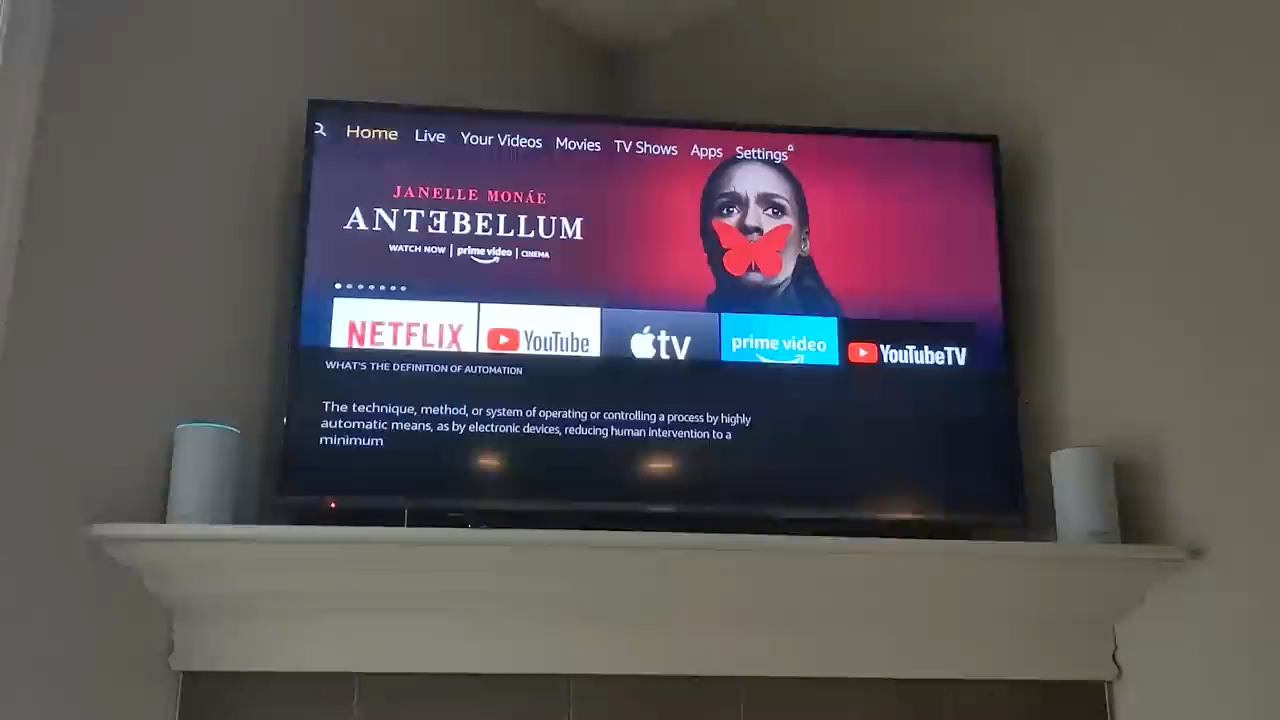 Home Live Your Videos Movies TV Shows Apps Settings
JANELLE MONÁE
ANTƎBELLUM
WATCH NOW | prime video | CINEMA
NETFLIX YouTube tv prime video YouTubeTV
WHAT'S THE DEFINITION OF AUTOMATION
The technique, method, or system of operating or controlling a process by highly
automatic means, as by electronic devices, reducing human intervention to a
minimum